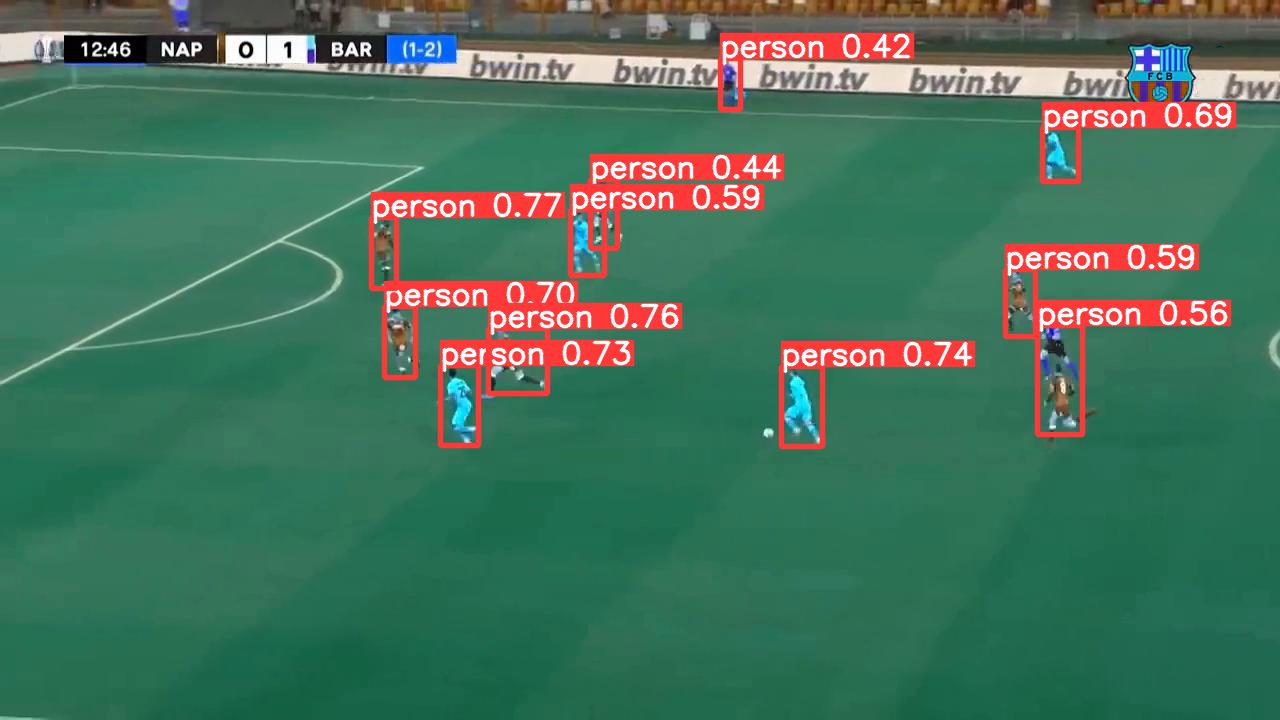 12:46 NAP 0 1 BAR (1-2)
bwin.tv bwin.tv bwin.tv bwin.tv bwin.tv
FCB
person 0.42
person 0.69
person 0.44
person 0.59
person 0.77
person 0.59
person 0.70
person 0.76
person 0.56
person 0.73
person 0.74